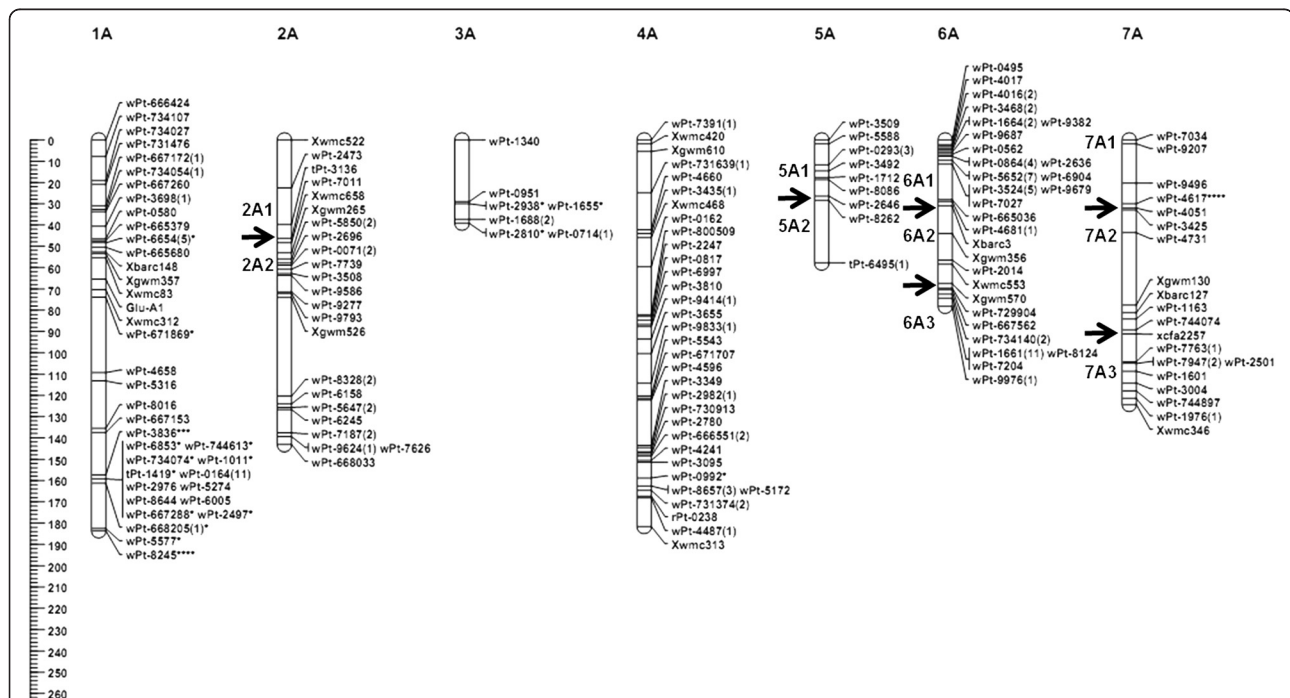 1A
2A
3A
4A
5A
6A
7A
0
10
20
30
40
50
60
70
80
90
100
110
120
130
140
150
160
170
180
190
200
210
220
230
240
250
260
wPt-666424
wPt-734107
wPt-734027
wPt-731476
wPt-667172(1)
wPt-734054(1)
wPt-667260
wPt-3698(1)
wPt-0580
wPt-665379
wPt-6654(5)*
wPt-665680
Xbarc148
Xgwm357
Xwmc83
Glu-A1
Xwmc312
wPt-671869*
wPt-4658
wPt-5316
wPt-8016
wPt-667153
wPt-3836***
wPt-6853* wPt-744613*
wPt-734074* wPt-1011*
tPt-1419* wPt-0164(11)
wPt-2976 wPt-5274
wPt-8644 wPt-6005
wPt-667288* wPt-2497*
wPt-668205(1)*
wPt-5577*
wPt-8245****
2A1
2A2
Xwmc522
wPt-2473
tPt-3136
wPt-7011
Xwmc658
Xgwm265
wPt-5850(2)
wPt-2696
wPt-0071(2)
wPt-7739
wPt-3508
wPt-9586
wPt-9277
wPt-9793
Xgwm526
wPt-8328(2)
wPt-6158
wPt-5647(2)
wPt-6245
wPt-7187(2)
wPt-9624(1) wPt-7626
wPt-668033
wPt-1340
wPt-0951
wPt-2938* wPt-1655*
wPt-1688(2)
wPt-2810* wPt-0714(1)
wPt-7391(1)
Xwmc420
Xgwm610
wPt-731639(1)
wPt-4660
wPt-3435(1)
Xwmc468
wPt-0162
wPt-800509
wPt-2247
wPt-0817
wPt-6997
wPt-3810
wPt-9414(1)
wPt-3655
wPt-9833(1)
wPt-5543
wPt-671707
wPt-4596
wPt-3349
wPt-2982(1)
wPt-730913
wPt-2780
wPt-666551(2)
wPt-4241
wPt-3095
wPt-0992*
wPt-8657(3) wPt-5172
wPt-731374(2)
rPt-0238
wPt-4487(1)
Xwmc313
5A1
5A2
wPt-3509
wPt-5588
wPt-0293(3)
wPt-3492
wPt-1712
wPt-8086
wPt-2646
wPt-8262
tPt-6495(1)
6A1
6A2
6A3
wPt-0495
wPt-4017
wPt-4016(2)
wPt-3468(2)
wPt-1664(2) wPt-9382
wPt-9687
wPt-0562
wPt-0864(4) wPt-2636
wPt-5652(7) wPt-6904
wPt-3524(5) wPt-9679
wPt-7027
wPt-665036
wPt-4681(1)
Xbarc3
Xgwm356
wPt-2014
Xwmc553
Xgwm570
wPt-729904
wPt-667562
wPt-734140(2)
wPt-1661(11) wPt-8124
wPt-7204
wPt-9976(1)
7A1
7A2
7A3
wPt-7034
wPt-9207
wPt-9496
wPt-4617****
wPt-4051
wPt-3425
wPt-4731
Xgwm130
Xbarc127
wPt-1163
wPt-744074
xcfa2257
wPt-7763(1)
wPt-7947(2) wPt-2501
wPt-1601
wPt-3004
wPt-744897
wPt-1976(1)
Xwmc346